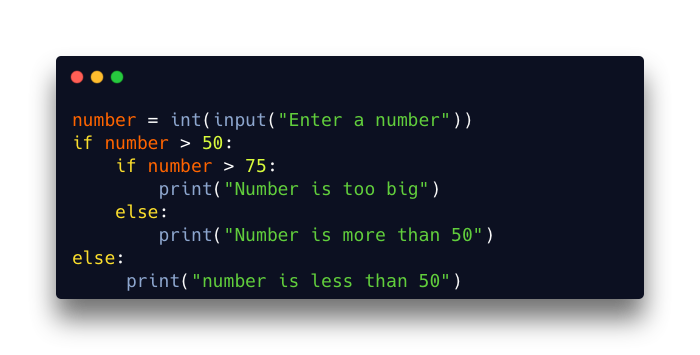 number = int(input("Enter a number"))
if number > 50:
    if number > 75:
        print("Number is too big")
    else:
        print("Number is more than 50")
else:
     print("number is less than 50")